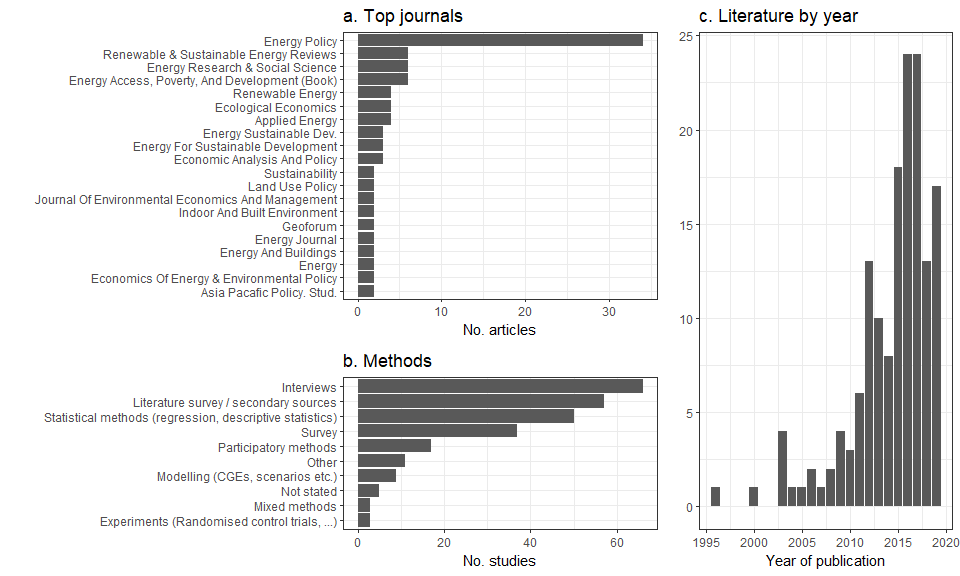 a. Top journals
Energy Policy
Renewable & Sustainable Energy Reviews
Energy Research & Social Science
Energy Access, Poverty, And Development (Book)
Renewable Energy
Ecological Economics
Applied Energy
Energy Sustainable Dev.
Energy For Sustainable Development
Economic Analysis And Policy
Sustainability
Land Use Policy
Journal Of Environmental Economics And Management
Indoor And Built Environment
Geoforum
Energy Journal
Energy And Buildings
Energy
Economics Of Energy & Environmental Policy
Asia Pacafic Policy. Stud.
0 10 20 30
No. articles
b. Methods
Interviews
Literature survey / secondary sources
Statistical methods (regression, descriptive statistics)
Survey
Participatory methods
Other
Modelling (CGEs, scenarios etc.)
Not stated
Mixed methods
Experiments (Randomised control trials, ...)
0 20 40 60
No. studies
c. Literature by year
25
20
15
10
5
0
1995 2000 2005 2010 2015 2020
Year of publication